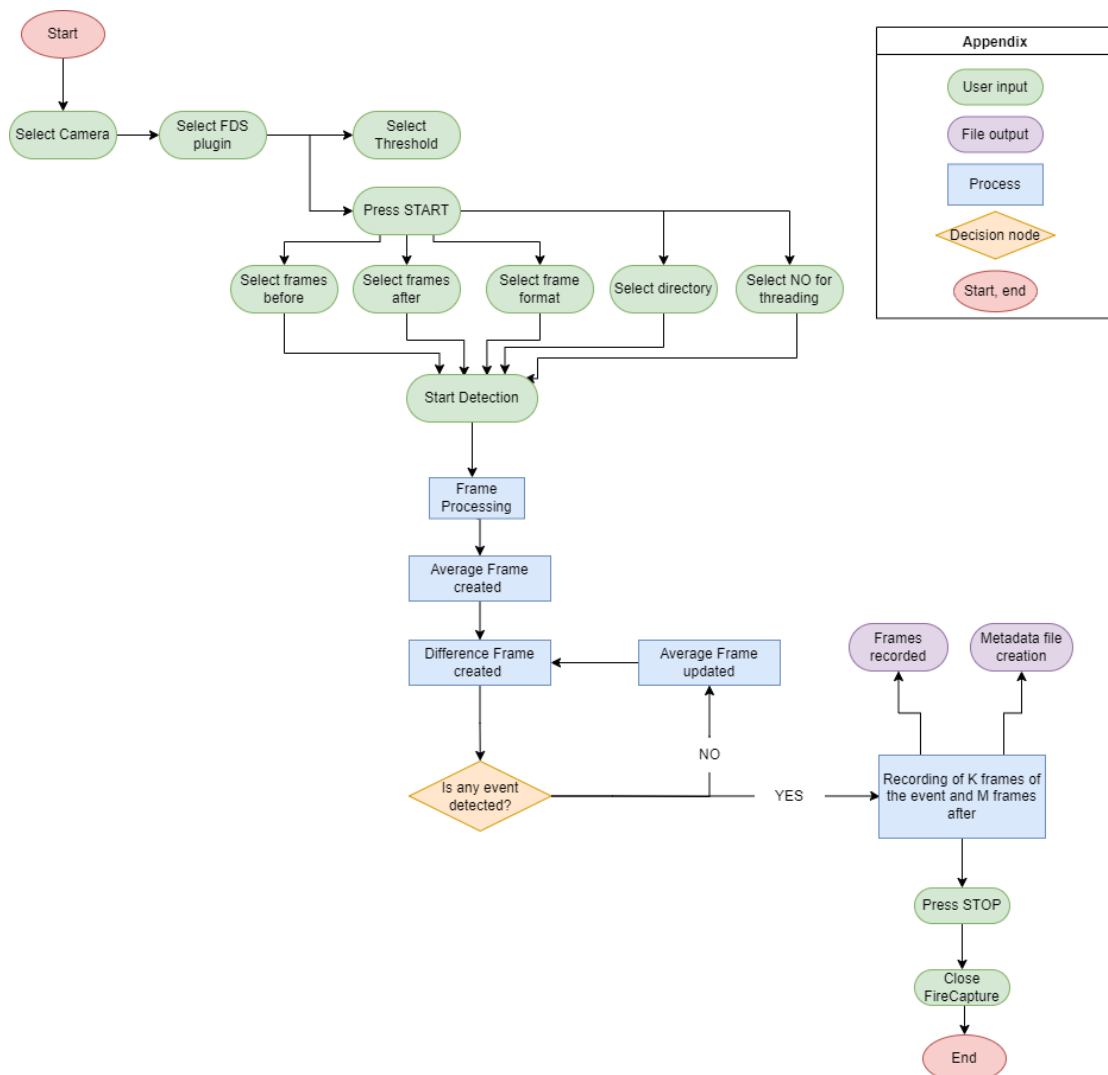 Start
Appendix
User input
File output
Process
Decision node
Start, end
Select Camera
Select FDS
plugin
Select
Threshold
Press START
Select frames
before
Select frames
after
Select frame
format
Select directory
Select NO for
threading
Start Detection
Frame
Processing
Average Frame
created
Difference Frame
created
Average Frame
updated
Is any event
detected?
NO
YES
Frames
recorded
Metadata file
creation
Recording of K frames of
the event and M frames
after
Press STOP
Close
FireCapture
End